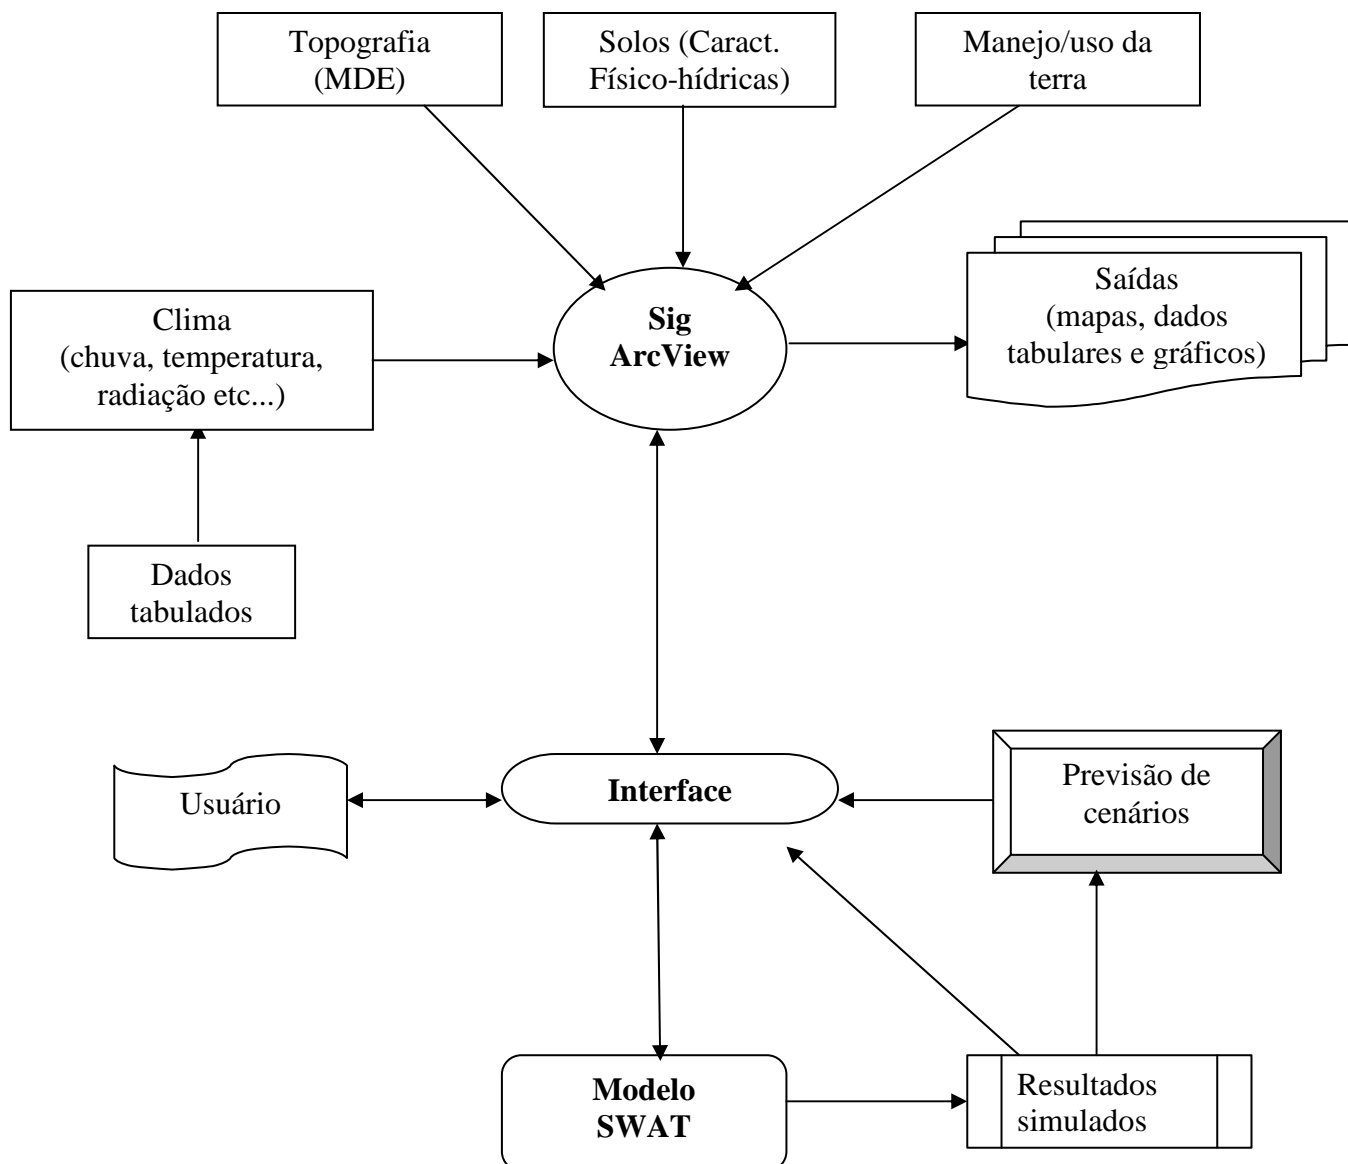 Topografia
(MDE)
Solos (Caract.
Físico-hídricas)
Manejo/uso da
terra
Clima
(chuva, temperatura,
radiação etc...)
Sig
ArcView
Saídas
(mapas, dados
tabulares e gráficos)
Dados
tabulados
Usuário
Interface
Previsão de
cenários
Modelo
SWAT
Resultados
simulados